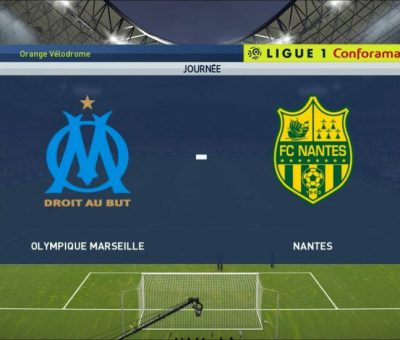 Orange Vélodrome
LIGUE 1 Conforama
JOURNÉE
-
DROIT AU BUT
FC NANTES
OLYMPIQUE MARSEILLE
NANTES